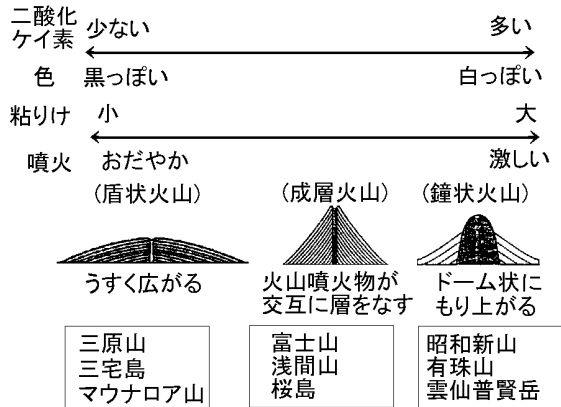 二酸化
ケイ素
少ない 多い
色 黒っぽい 白っぽい
粘りけ 小 大
噴火 おだやか 激しい
(盾状火山) (成層火山) (鐘状火山)
うすく広がる
火山噴火物が
交互に層をなす
ドーム状に
もり上がる
三原山
三宅島
マウナロア山
富士山
浅間山
桜島
昭和新山
有珠山
雲仙普賢岳